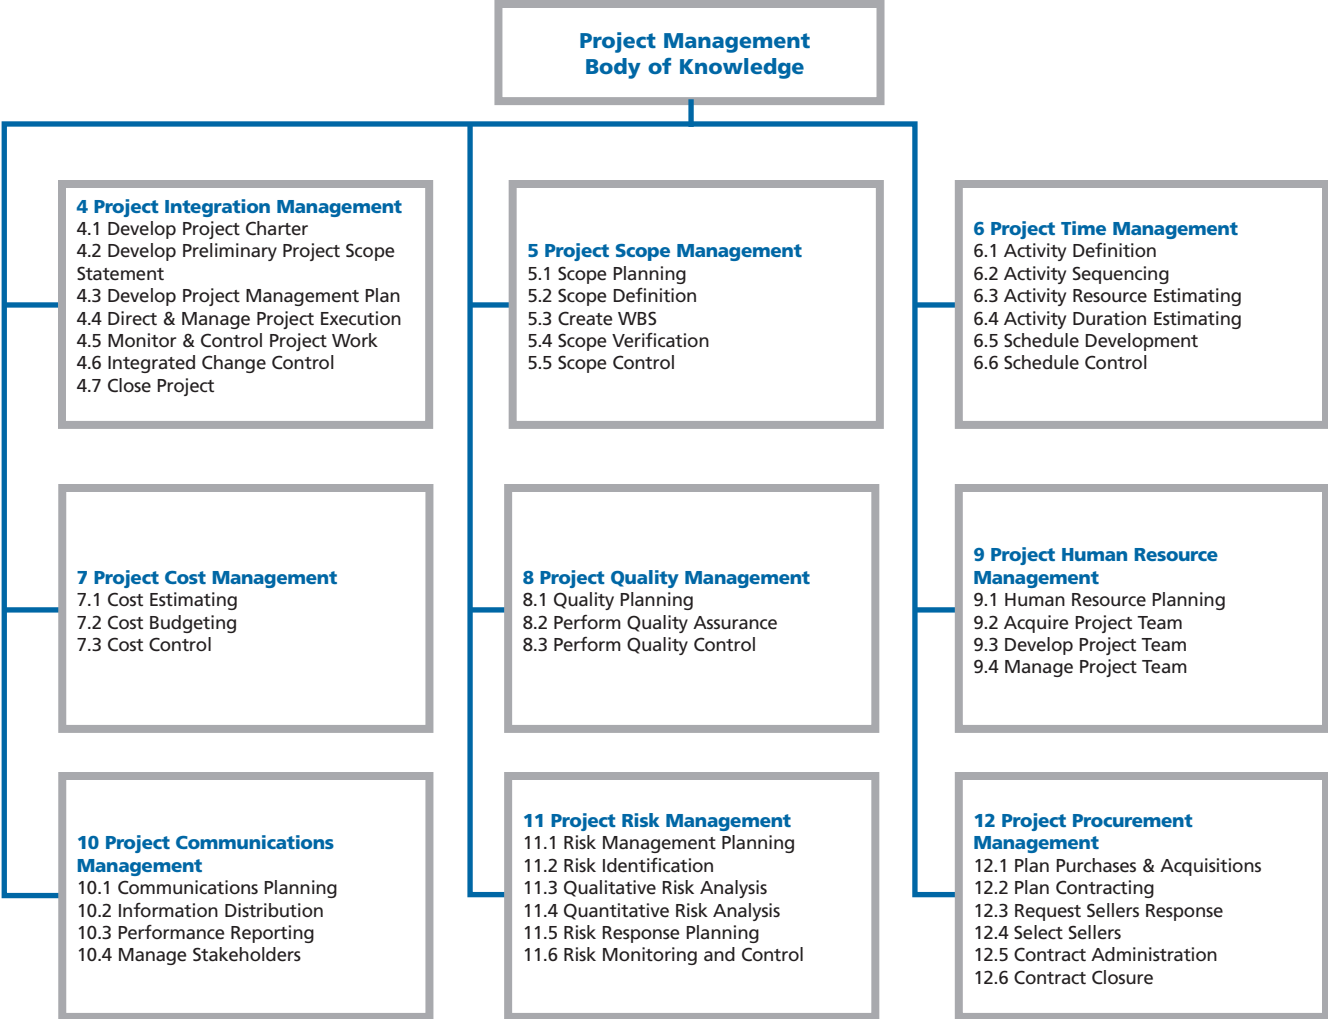 Project Management
Body of Knowledge
4 Project Integration Management
4.1 Develop Project Charter
4.2 Develop Preliminary Project Scope
Statement
4.3 Develop Project Management Plan
4.4 Direct & Manage Project Execution
4.5 Monitor & Control Project Work
4.6 Integrated Change Control
4.7 Close Project
5 Project Scope Management
5.1 Scope Planning
5.2 Scope Definition
5.3 Create WBS
5.4 Scope Verification
5.5 Scope Control
6 Project Time Management
6.1 Activity Definition
6.2 Activity Sequencing
6.3 Activity Resource Estimating
6.4 Activity Duration Estimating
6.5 Schedule Development
6.6 Schedule Control
7 Project Cost Management
7.1 Cost Estimating
7.2 Cost Budgeting
7.3 Cost Control
8 Project Quality Management
8.1 Quality Planning
8.2 Perform Quality Assurance
8.3 Perform Quality Control
9 Project Human Resource
Management
9.1 Human Resource Planning
9.2 Acquire Project Team
9.3 Develop Project Team
9.4 Manage Project Team
10 Project Communications
Management
10.1 Communications Planning
10.2 Information Distribution
10.3 Performance Reporting
10.4 Manage Stakeholders
11 Project Risk Management
11.1 Risk Management Planning
11.2 Risk Identification
11.3 Qualitative Risk Analysis
11.4 Quantitative Risk Analysis
11.5 Risk Response Planning
11.6 Risk Monitoring and Control
12 Project Procurement
Management
12.1 Plan Purchases & Acquisitions
12.2 Plan Contracting
12.3 Request Sellers Response
12.4 Select Sellers
12.5 Contract Administration
12.6 Contract Closure